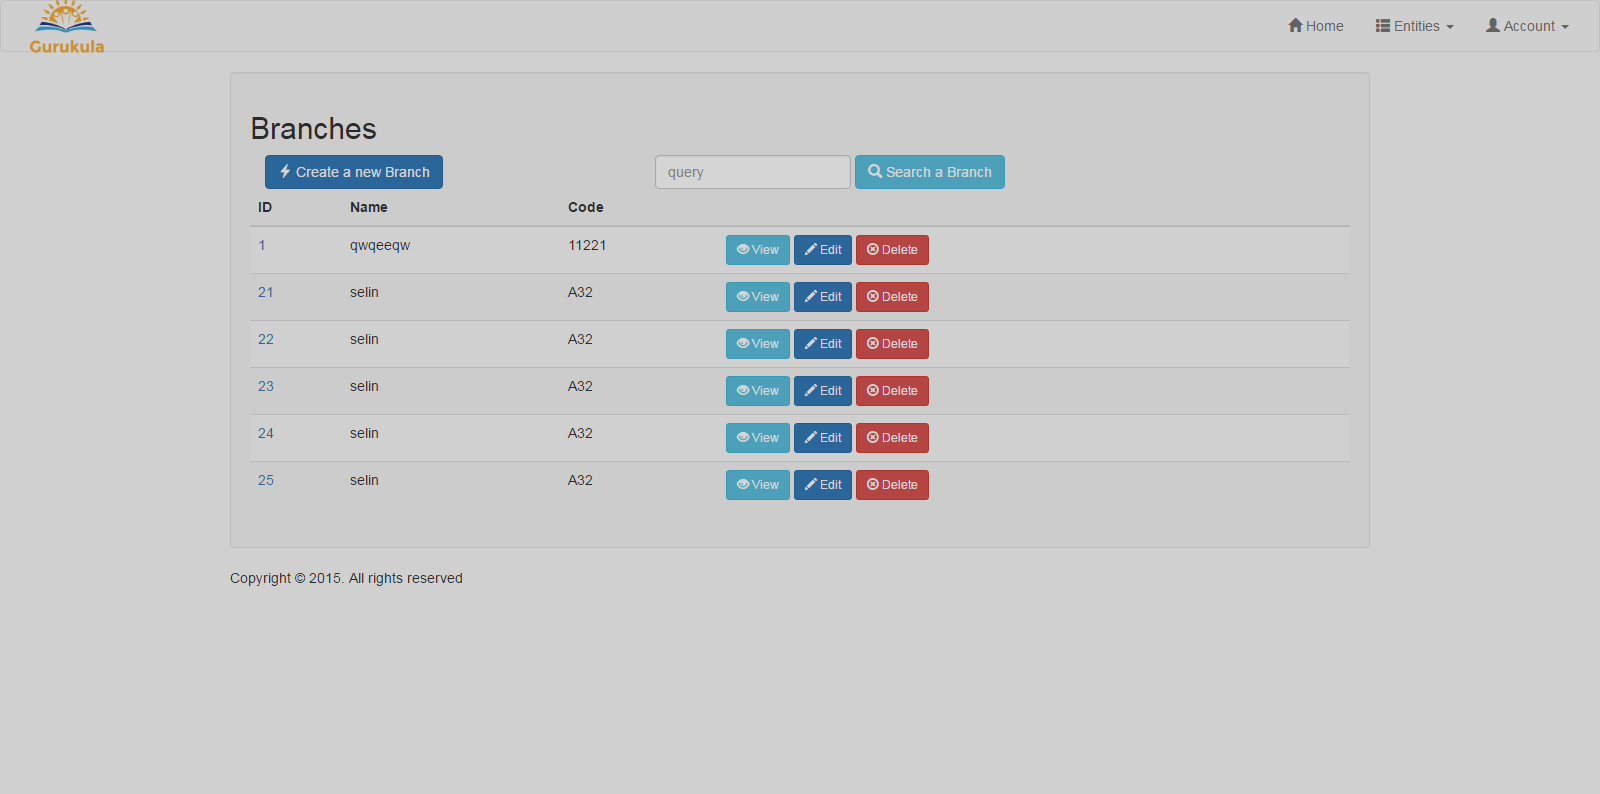 Gurukula
Home Entities Account
Branches
Create a new Branch query Search a Branch
ID Name Code
1 qwqeeqw 11221 View Edit Delete
21 selin A32 View Edit Delete
22 selin A32 View Edit Delete
23 selin A32 View Edit Delete
24 selin A32 View Edit Delete
25 selin A32 View Edit Delete
Copyright © 2015. All rights reserved